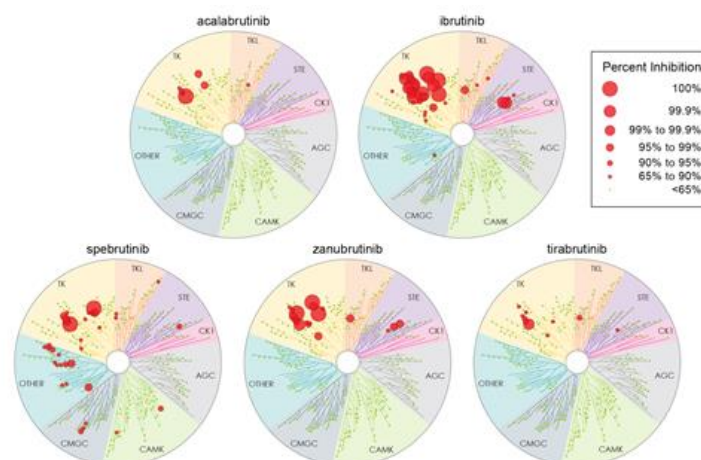 acalabrutinib
TK
TKL
STE
CK1
AGC
CAMK
CMGC
OTHER
ibrutinib
TK
TKL
STE
CK1
AGC
CAMK
CMGC
OTHER
Percent Inhibition
100%
99.9%
99% to 99.9%
95% to 99%
90% to 95%
65% to 90%
<65%
spebrutinib
TK
TKL
STE
CK1
AGC
CAMK
CMGC
OTHER
zanubrutinib
TK
TKL
STE
CK1
AGC
CAMK
CMGC
OTHER
tirabrutinib
TK
TKL
STE
CK1
AGC
CAMK
CMGC
OTHER